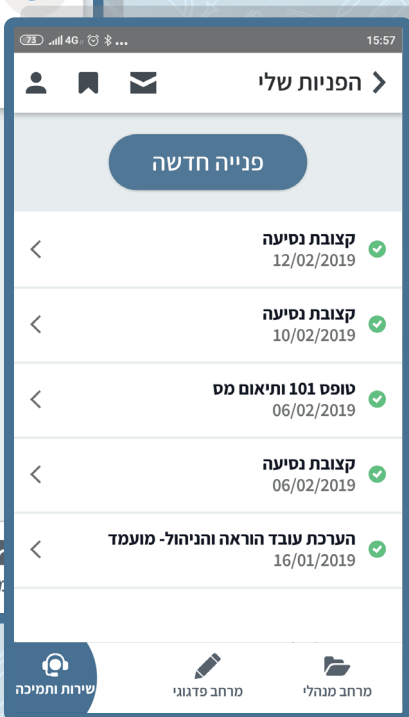 73 4G 15:57
הפניות שלי
פנייה חדשה
קצובת נסיעה
12/02/2019
קצובת נסיעה
10/02/2019
טופס 101 ותיאום מס
06/02/2019
קצובת נסיעה
06/02/2019
הערכת עובד הוראה והניהול- מועמד
16/01/2019
מרחב מנהלי
מרחב פדגוגי
שירות ותמיכה